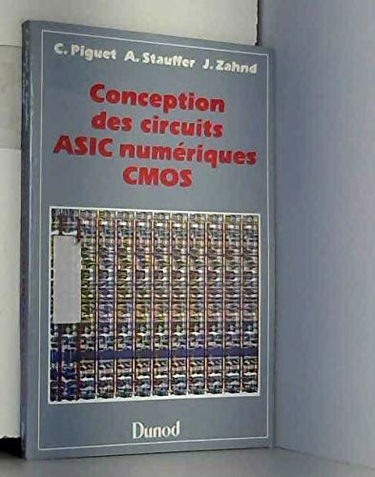 C. Piguet A. Stauffer J. Zahnd
Conception
des circuits
ASIC numériques
CMOS
Dunod